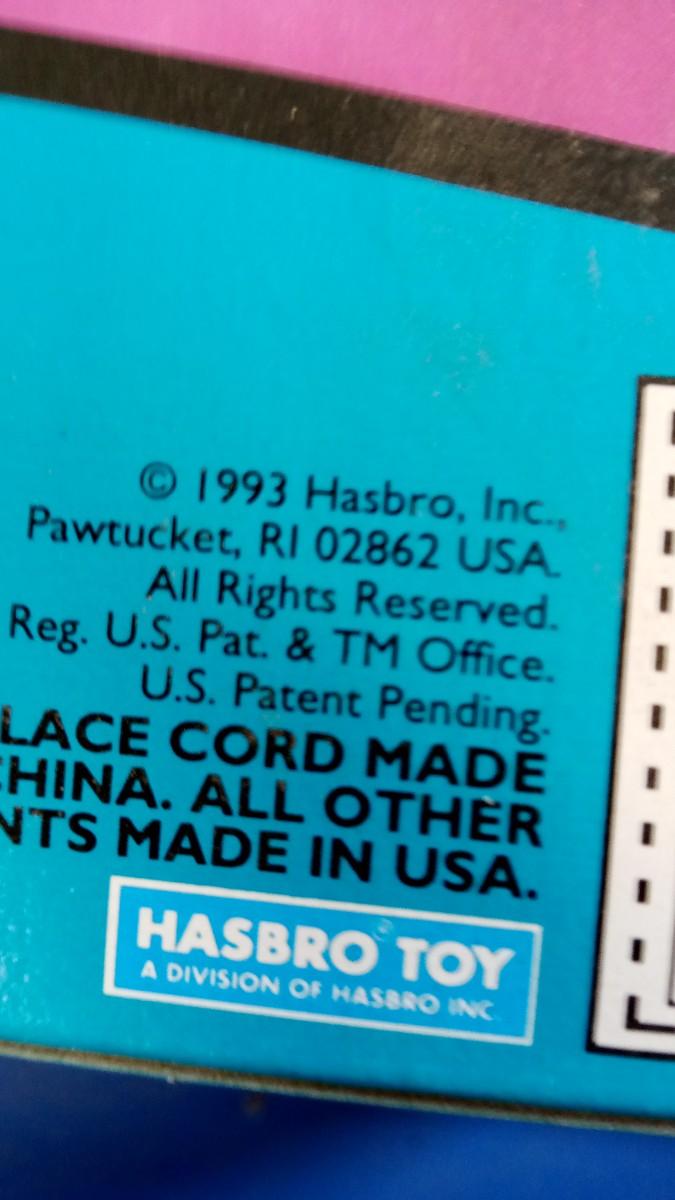 © 1993 Hasbro, Inc.,
Pawtucket, RI 02862 USA.
All Rights Reserved.
Reg. U.S. Pat. & TM Office.
U.S. Patent Pending.
LACE CORD MADE
CHINA. ALL OTHER
NTS MADE IN USA.
HASBRO TOY
A DIVISION OF HASBRO INC.